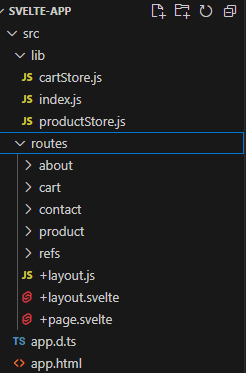 SVELTE-APP
src
lib
JS cartStore.js
JS index.js
JS productStore.js
routes
about
cart
contact
product
refs
JS +layout.js
+layout.svelte
+page.svelte
TS app.d.ts
<> app.html